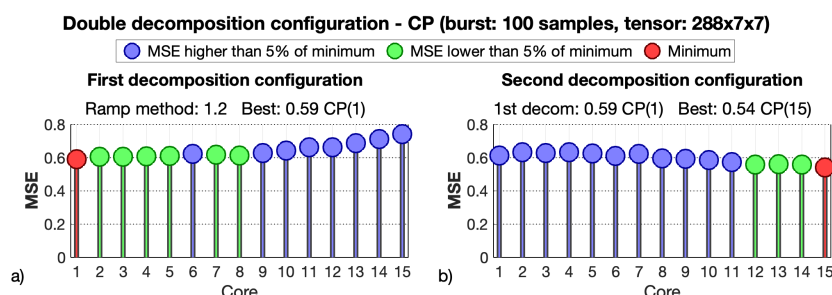 Double decomposition configuration - CP (burst: 100 samples, tensor: 288x7x7)
MSE higher than 5% of minimum MSE lower than 5% of minimum Minimum
First decomposition configuration
Ramp method: 1.2 Best: 0.59 CP(1)
0.8
0.6
0.4
0.2
0
MSE
1 2 3 4 5 6 7 8 9 10 11 12 13 14 15
Core
a)
Second decomposition configuration
1st decom: 0.59 CP(1) Best: 0.54 CP(15)
0.8
0.6
0.4
0.2
0
MSE
1 2 3 4 5 6 7 8 9 10 11 12 13 14 15
Core
b)